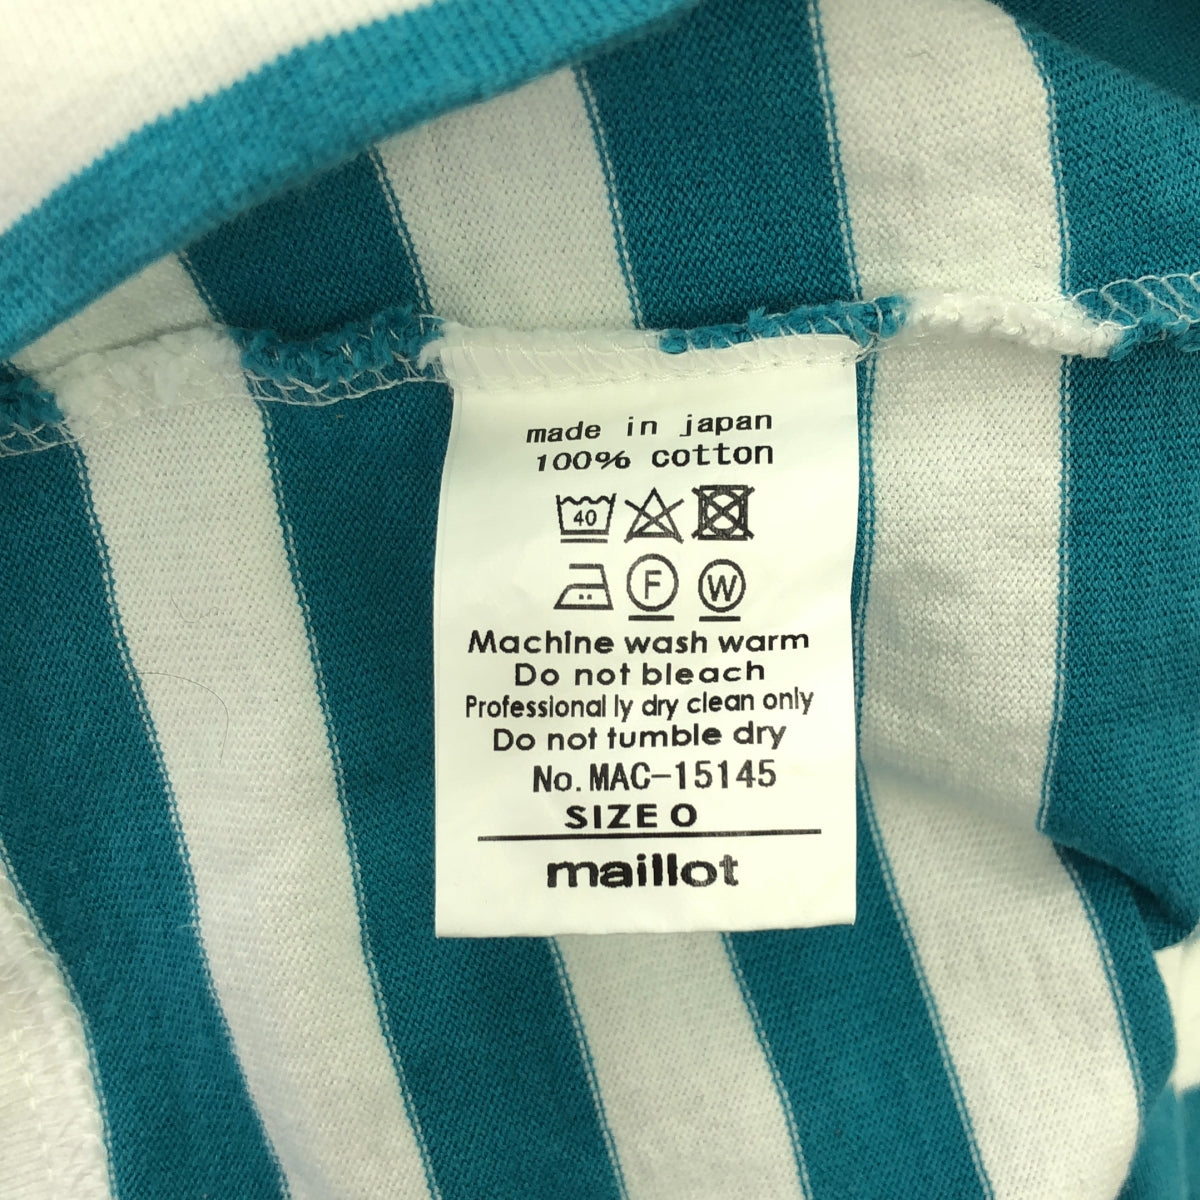 made in japan
100% cotton
40
F W
Machine wash warm
Do not bleach
Professional ly dry clean only
Do not tumble dry
No. MAC-15145
SIZE O
maillot